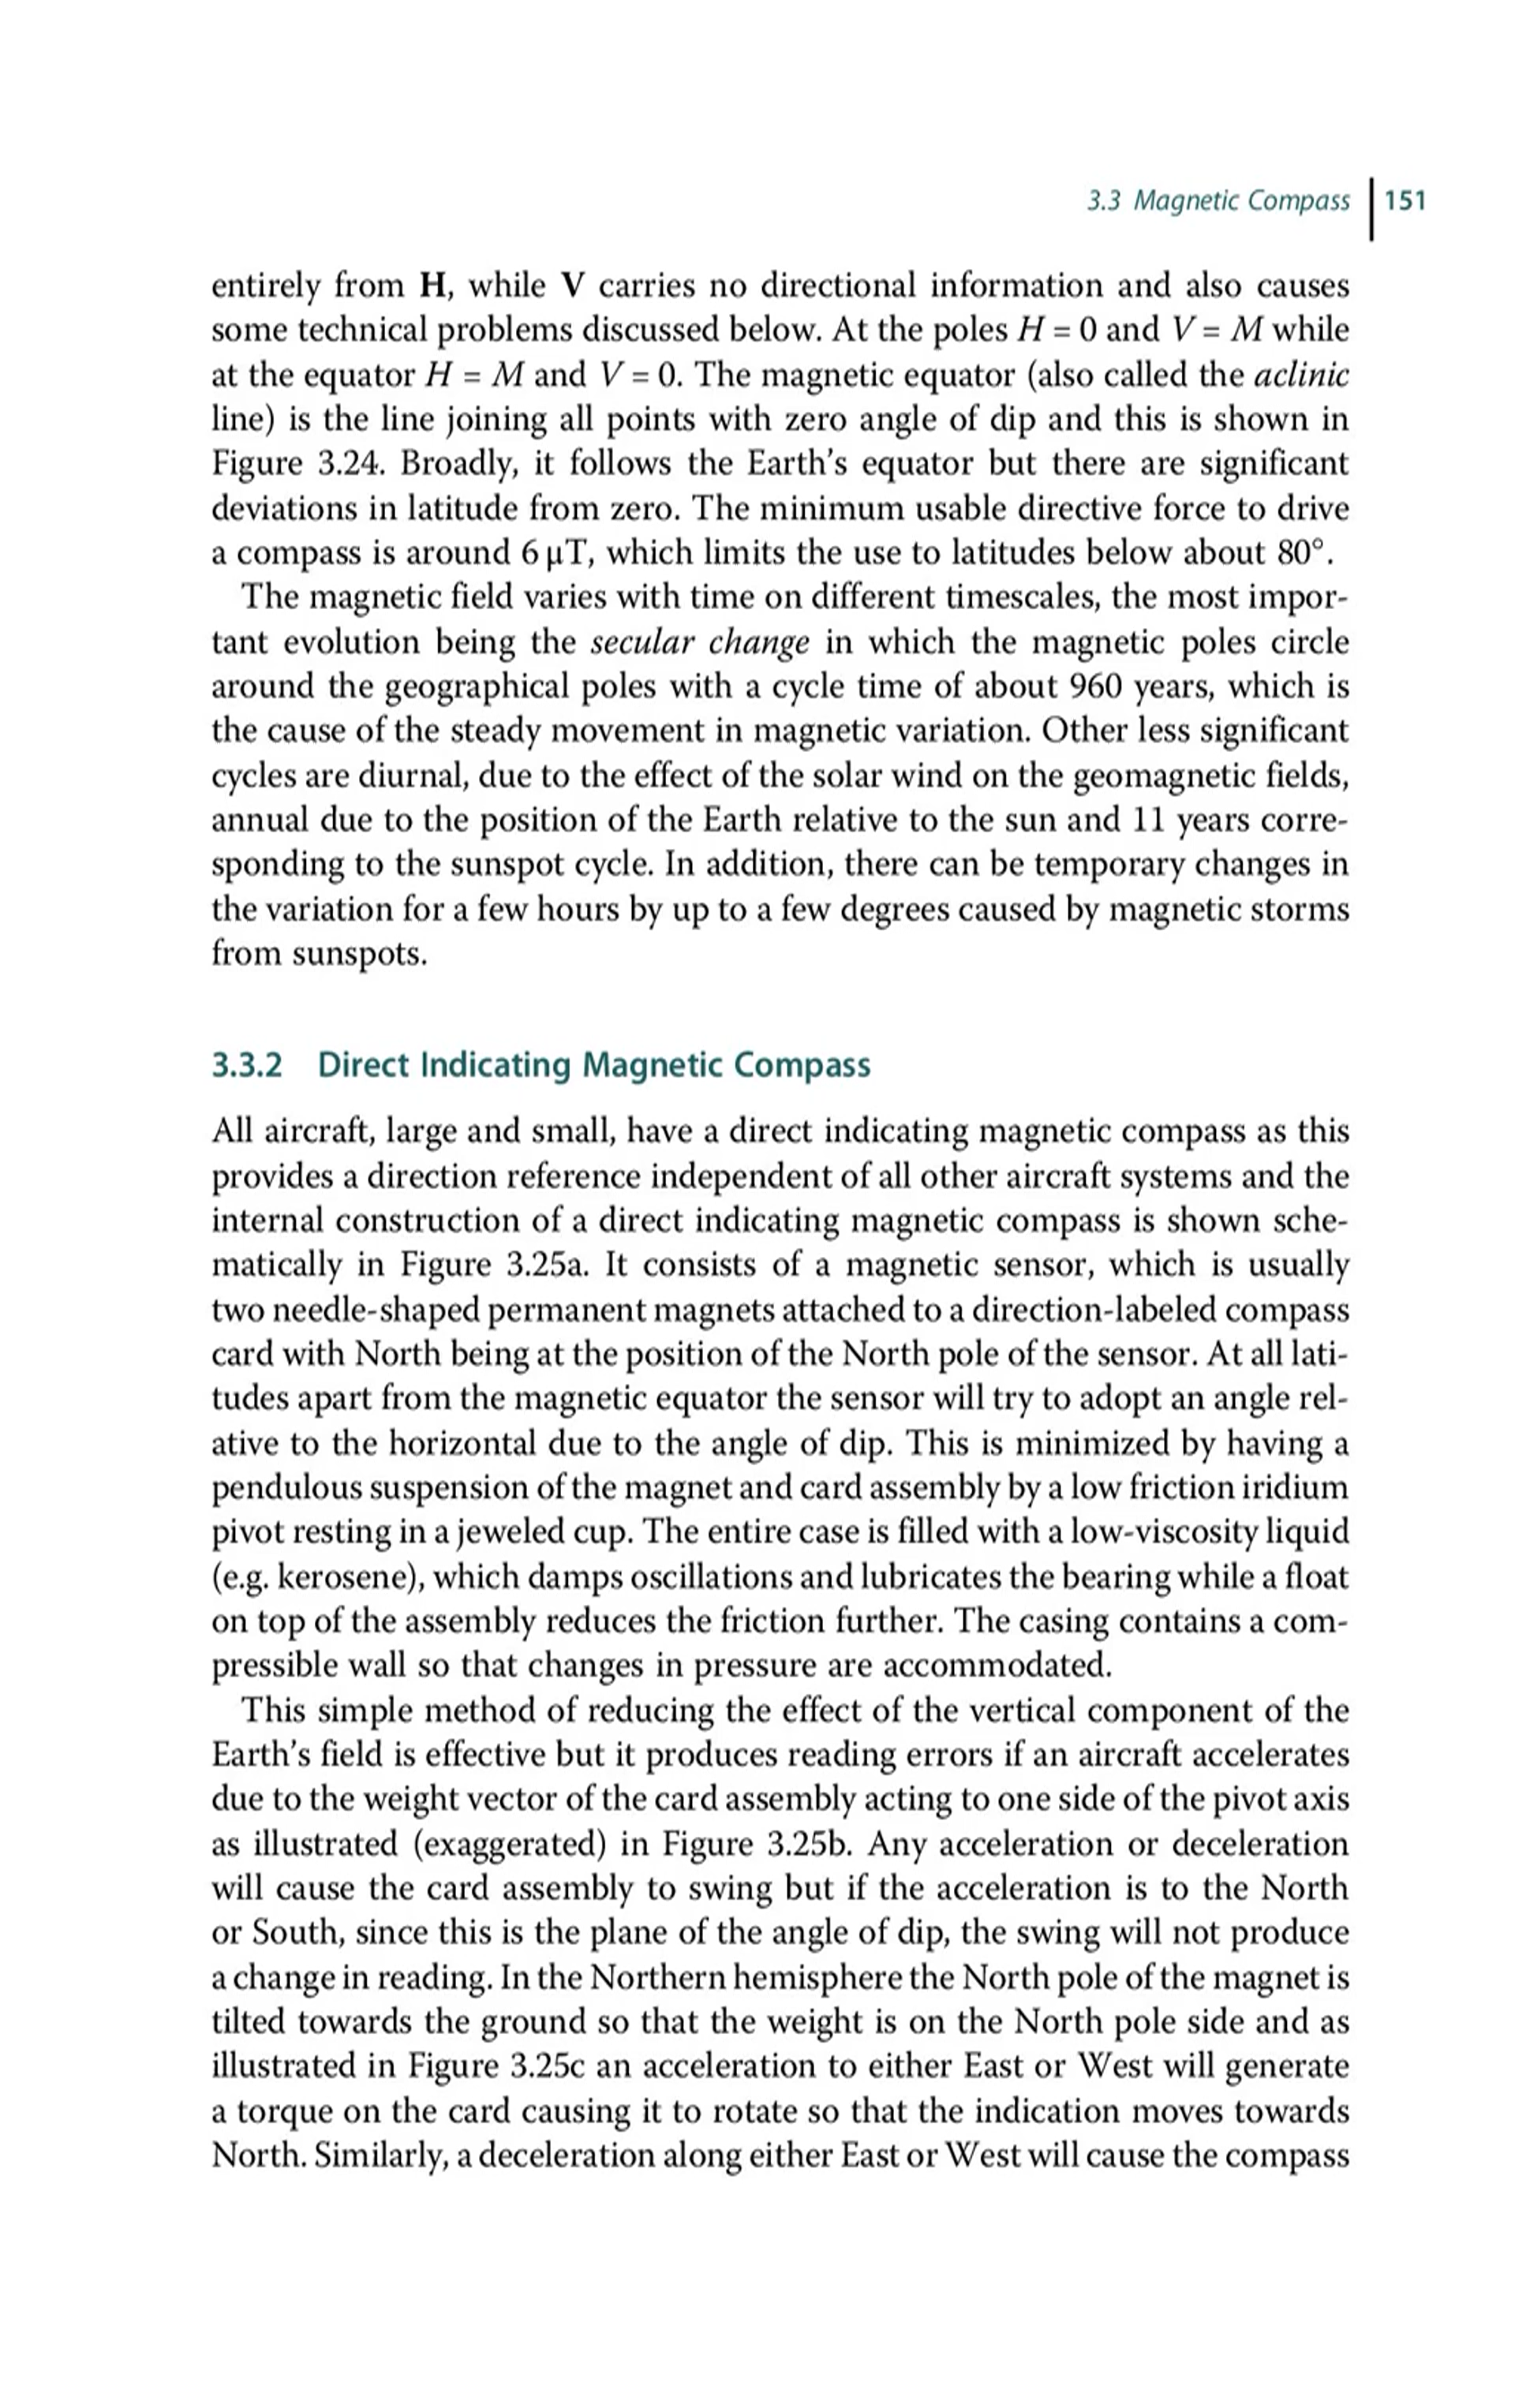 3.3 Magnetic Compass 151
entirely from H, while V carries no directional information and also causes
some technical problems discussed below. At the poles H = 0 and V = M while
at the equator H = M and V = 0. The magnetic equator (also called the aclinic
line) is the line joining all points with zero angle of dip and this is shown in
Figure 3.24. Broadly, it follows the Earth's equator but there are significant
deviations in latitude from zero. The minimum usable directive force to drive
a compass is around 6 μT, which limits the use to latitudes below about 80°.
The magnetic field varies with time on different timescales, the most impor-
tant evolution being the secular change in which the magnetic poles circle
around the geographical poles with a cycle time of about 960 years, which is
the cause of the steady movement in magnetic variation. Other less significant
cycles are diurnal, due to the effect of the solar wind on the geomagnetic fields,
annual due to the position of the Earth relative to the sun and 11 years corre-
sponding to the sunspot cycle. In addition, there can be temporary changes in
the variation for a few hours by up to a few degrees caused by magnetic storms
from sunspots.
3.3.2 Direct Indicating Magnetic Compass
All aircraft, large and small, have a direct indicating magnetic compass as this
provides a direction reference independent of all other aircraft systems and the
internal construction of a direct indicating magnetic compass is shown sche-
matically in Figure 3.25a. It consists of a magnetic sensor, which is usually
two needle-shaped permanent magnets attached to a direction-labeled compass
card with North being at the position of the North pole of the sensor. At all lati-
tudes apart from the magnetic equator the sensor will try to adopt an angle rel-
ative to the horizontal due to the angle of dip. This is minimized by having a
pendulous suspension of the magnet and card assembly by a low friction iridium
pivot resting in a jeweled cup. The entire case is filled with a low-viscosity liquid
(e.g. kerosene), which damps oscillations and lubricates the bearing while a float
on top of the assembly reduces the friction further. The casing contains a com-
pressible wall so that changes in pressure are accommodated.
This simple method of reducing the effect of the vertical component of the
Earth's field is effective but it produces reading errors if an aircraft accelerates
due to the weight vector of the card assembly acting to one side of the pivot axis
as illustrated (exaggerated) in Figure 3.25b. Any acceleration or deceleration
will cause the card assembly to swing but if the acceleration is to the North
or South, since this is the plane of the angle of dip, the swing will not produce
a change in reading. In the Northern hemisphere the North pole of the magnet is
tilted towards the ground so that the weight is on the North pole side and as
illustrated in Figure 3.25c an acceleration to either East or West will generate
a torque on the card causing it to rotate so that the indication moves towards
North. Similarly, a deceleration along either East or West will cause the compass